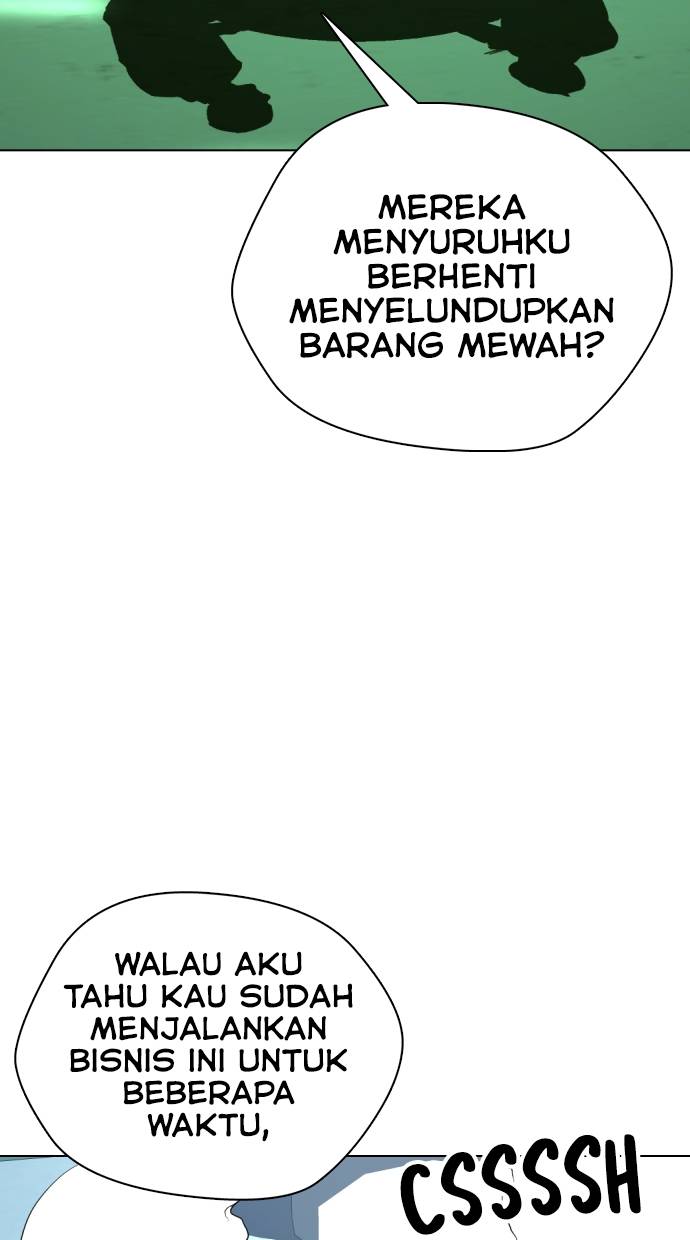 MEREKA
MENYURUHKU
BERHENTI
MENYELUNDUPKAN
BARANG MEWAH?
WALAU AKU
TAHU KAU SUDAH
MENJALANKAN
BISNIS INI UNTUK
BEBERAPA
WAKTU,
CSSSSH